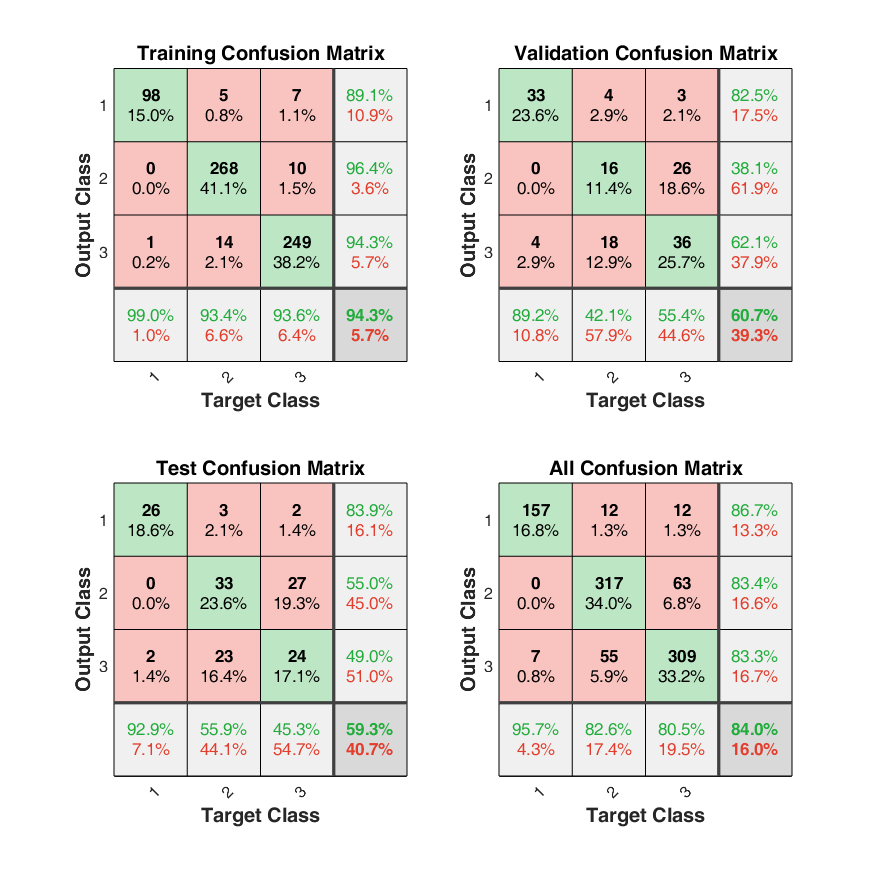 Training Confusion Matrix
98 5 7 89.1%
1
15.0% 0.8% 1.1% 10.9%
0 268 10 96.4%
2
0.0% 41.1% 1.5% 3.6%
1 14 249 94.3%
3
0.2% 2.1% 38.2% 5.7%
99.0% 93.4% 93.6% 94.3%
1.0% 6.6% 6.4% 5.7%
1 2 3
Target Class
Output Class
Validation Confusion Matrix
33 4 3 82.5%
1
23.6% 2.9% 2.1% 17.5%
0 16 26 38.1%
2
0.0% 11.4% 18.6% 61.9%
4 18 36 62.1%
3
2.9% 12.9% 25.7% 37.9%
89.2% 42.1% 55.4% 60.7%
10.8% 57.9% 44.6% 39.3%
1 2 3
Target Class
Output Class
Test Confusion Matrix
26 3 2 83.9%
1
18.6% 2.1% 1.4% 16.1%
0 33 27 55.0%
2
0.0% 23.6% 19.3% 45.0%
2 23 24 49.0%
3
1.4% 16.4% 17.1% 51.0%
92.9% 55.9% 45.3% 59.3%
7.1% 44.1% 54.7% 40.7%
1 2 3
Target Class
Output Class
All Confusion Matrix
157 12 12 86.7%
1
16.8% 1.3% 1.3% 13.3%
0 317 63 83.4%
2
0.0% 34.0% 6.8% 16.6%
7 55 309 83.3%
3
0.8% 5.9% 33.2% 16.7%
95.7% 82.6% 80.5% 84.0%
4.3% 17.4% 19.5% 16.0%
1 2 3
Target Class
Output Class